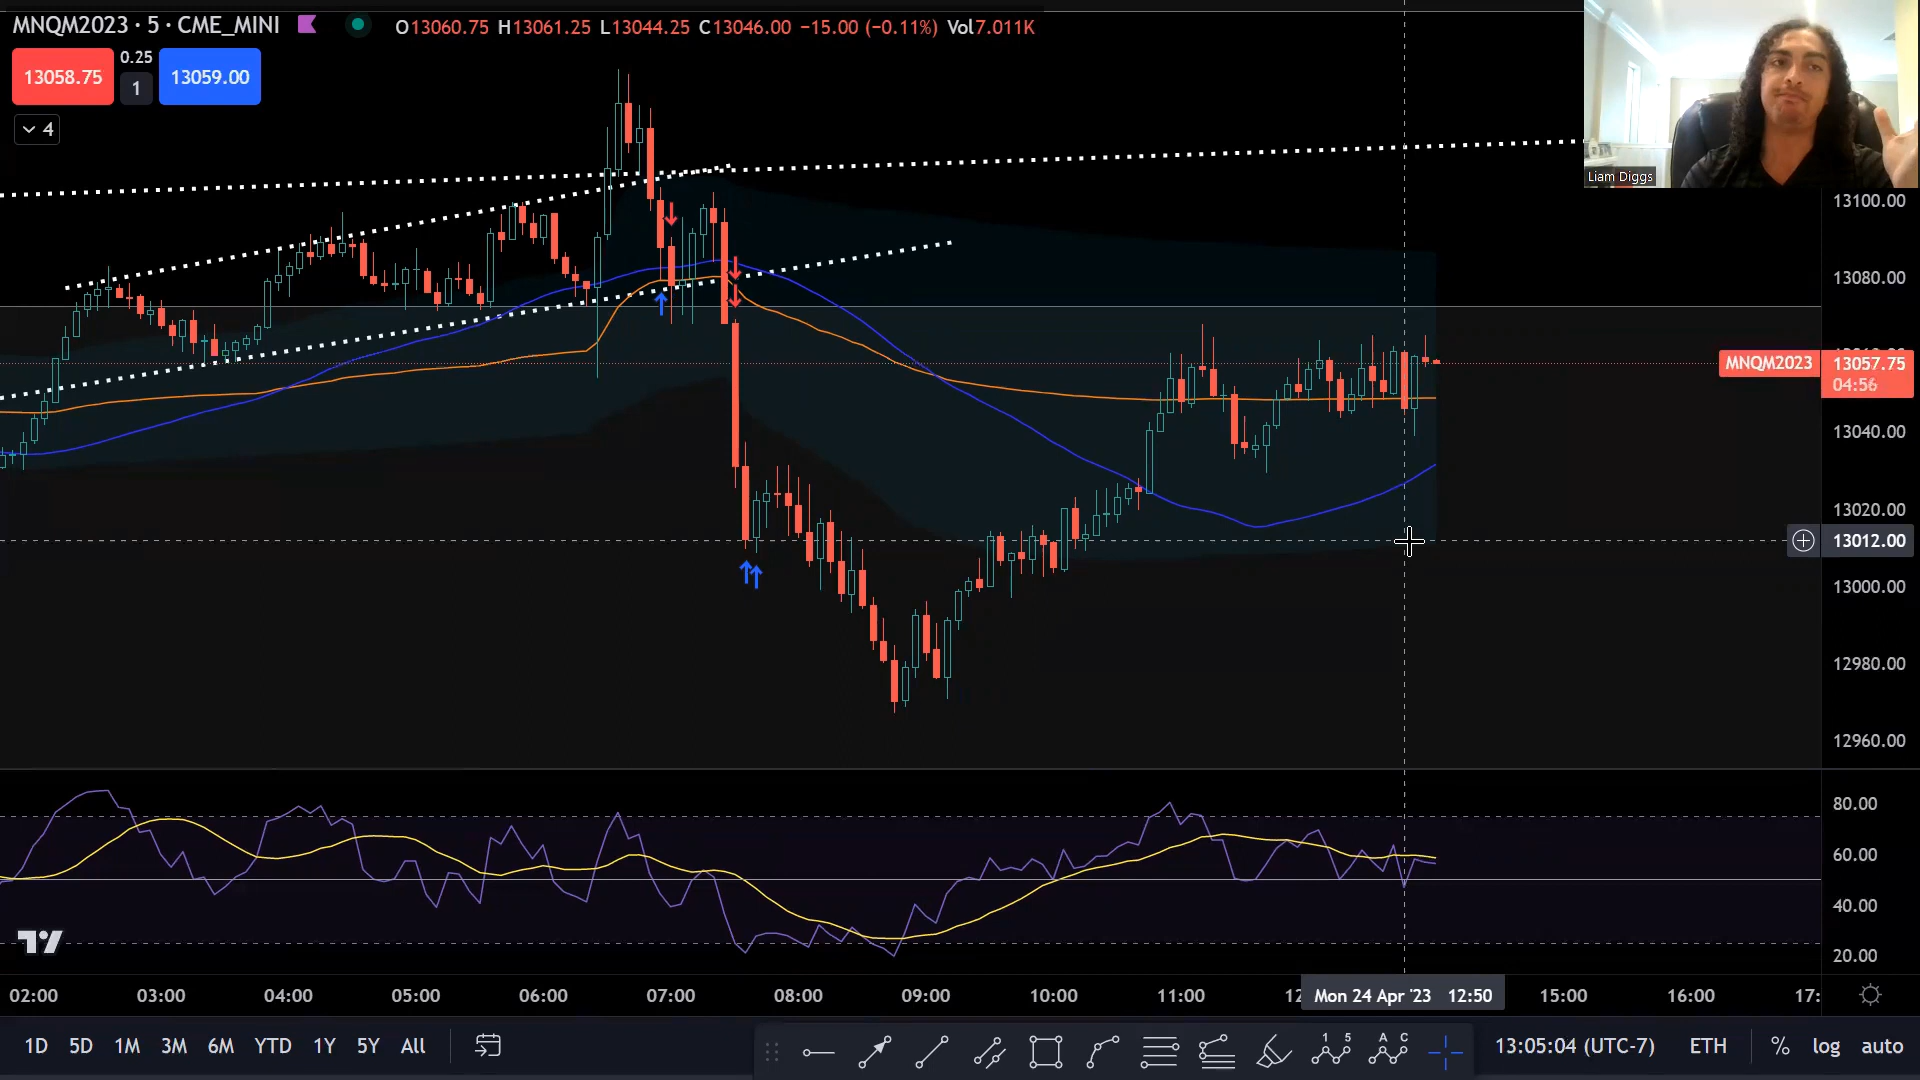 MNQM2023 · 5 · CME_MINI
O13060.75 H13061.25 L13044.25 C13046.00 −15.00 (−0.11%) Vol7.011K
13058.75
0.25
1
13059.00
4
Liam Diggs
13100.00
13080.00
MNQM2023
13057.75
04:56
13040.00
13020.00
13012.00
13000.00
12980.00
12960.00
80.00
60.00
40.00
20.00
02:00 03:00 04:00 05:00 06:00 07:00 08:00 09:00 10:00 11:00 Mon 24 Apr '23 12:50 15:00 16:00 17:
1D 5D 1M 3M 6M YTD 1Y 5Y All
1 5
A C
13:05:04 (UTC-7) ETH % log auto